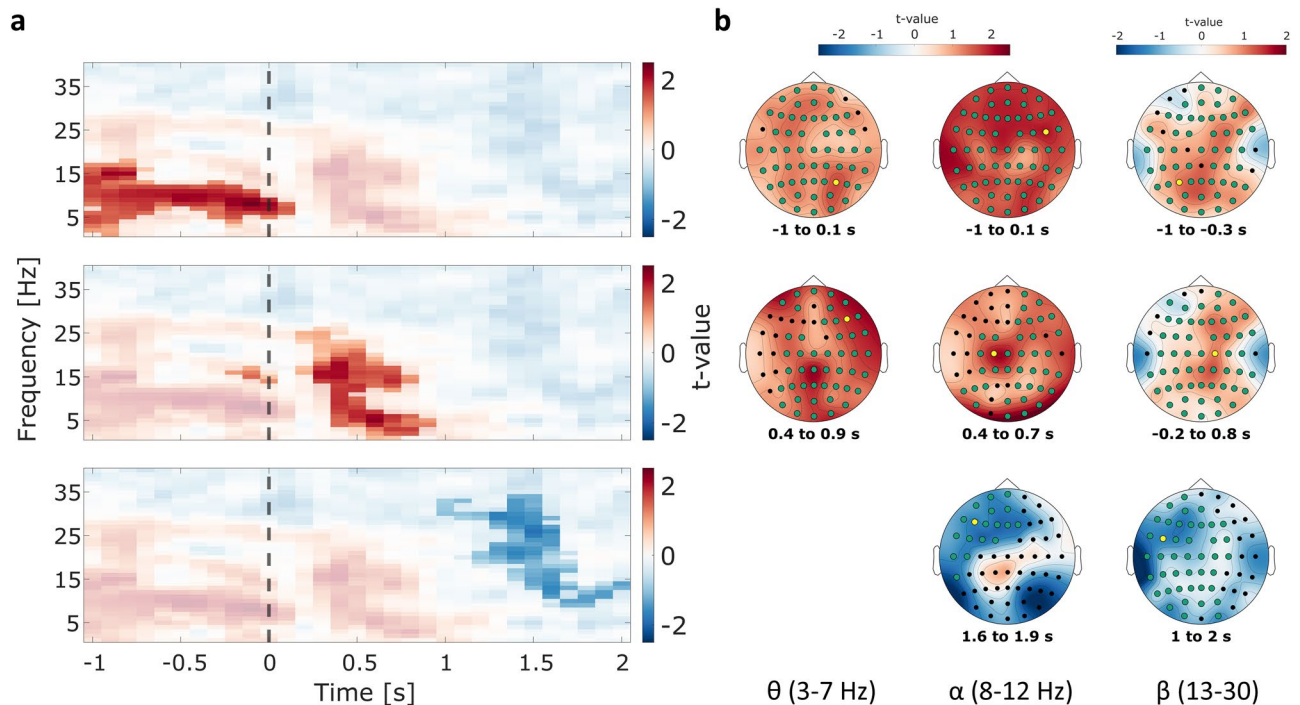 a
b
t-value
-2 -1 0 1 2
t-value
-2 -1 0 1 2
35
25
15
5
2
0
-2
-1 to 0.1 s
-1 to 0.1 s
-1 to -0.3 s
Frequency [Hz]
35
25
15
5
2
0
-2
t-value
0.4 to 0.9 s
0.4 to 0.7 s
-0.2 to 0.8 s
35
25
15
5
2
0
-2
-1 -0.5 0 0.5 1 1.5 2
Time [s]
1.6 to 1.9 s
1 to 2 s
θ (3-7 Hz)
α (8-12 Hz)
β (13-30)